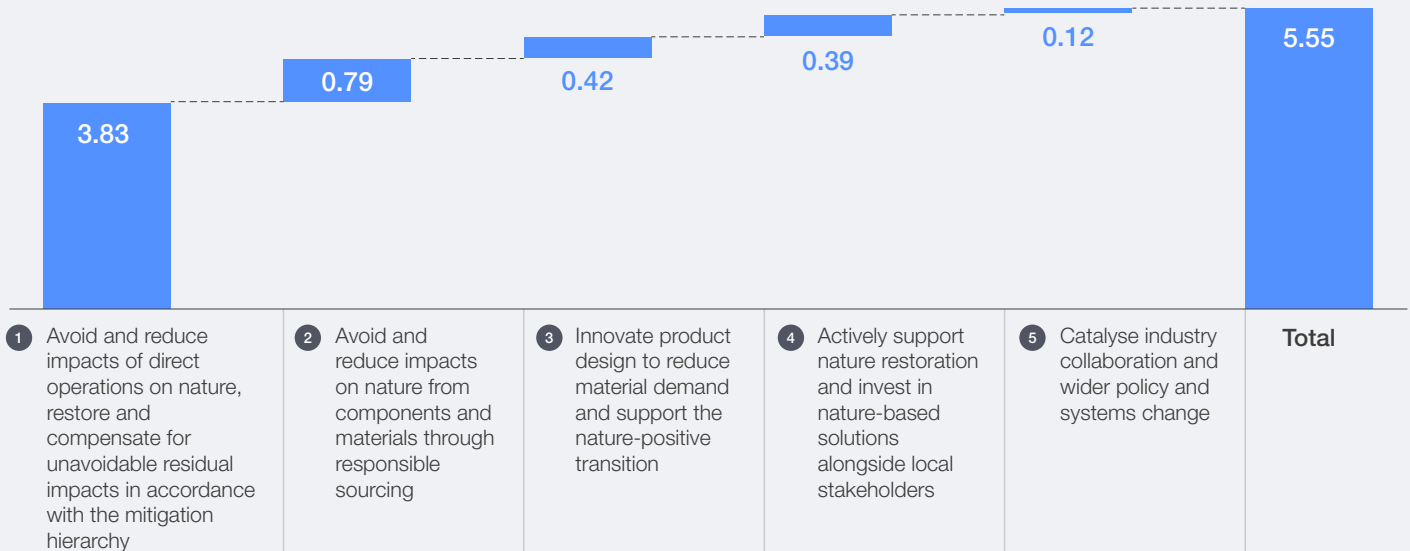 3.83
0.79
0.42
0.39
0.12
5.55
1 Avoid and reduce
impacts of direct
operations on nature,
restore and
compensate for
unavoidable residual
impacts in accordance
with the mitigation
hierarchy
2 Avoid and
reduce impacts
on nature from
components and
materials through
responsible
sourcing
3 Innovate product
design to reduce
material demand
and support the
nature-positive
transition
4 Actively support
nature restoration
and invest in
nature-based
solutions
alongside local
stakeholders
5 Catalyse industry
collaboration and
wider policy and
systems change
Total